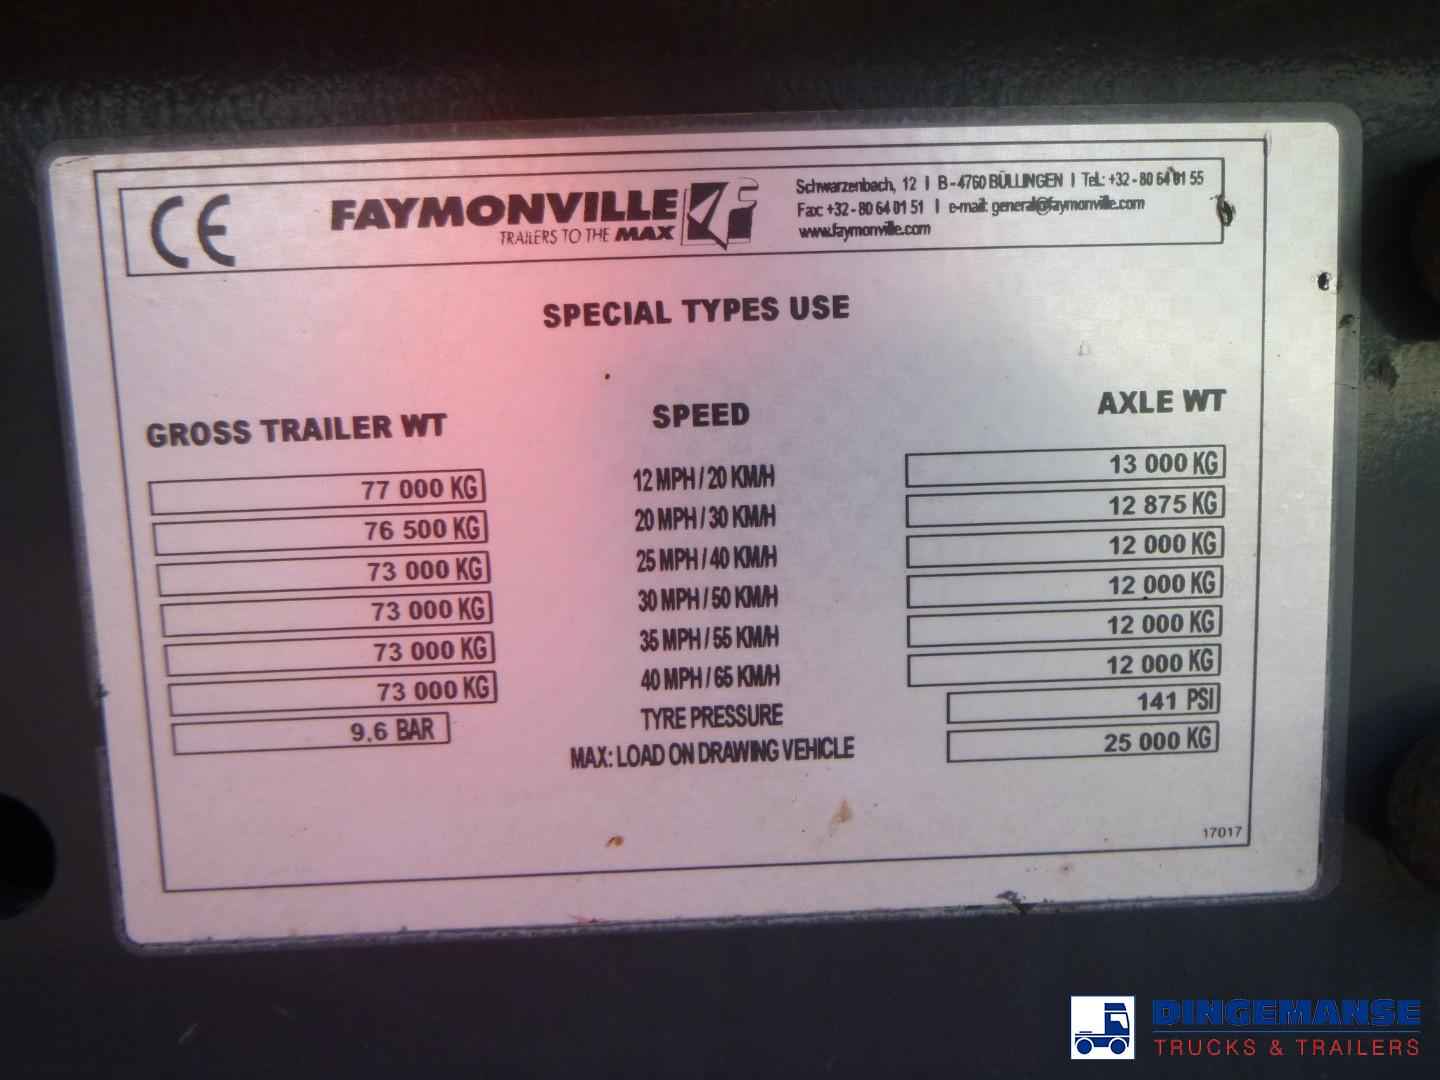 CE FAYMONVILLE
TRAILERS TO THE MAX
Schwarzenbach, 12 I B - 4760 BÜLLINGEN I Tel.: +32 - 80 64 01 55
Fax: +32 - 80 64 01 51 I e-mail: general@faymonville.com
www.faymonville.com
SPECIAL TYPES USE
GROSS TRAILER WT SPEED AXLE WT
77 000 KG 12 MPH / 20 KM/H 13 000 KG
76 500 KG 20 MPH / 30 KM/H 12 875 KG
73 000 KG 25 MPH / 40 KM/H 12 000 KG
73 000 KG 30 MPH / 50 KM/H 12 000 KG
73 000 KG 35 MPH / 55 KM/H 12 000 KG
73 000 KG 40 MPH / 65 KM/H 12 000 KG
9,6 BAR TYRE PRESSURE 141 PSI
MAX: LOAD ON DRAWING VEHICLE 25 000 KG
17017
DINGEMANSE
TRUCKS & TRAILERS